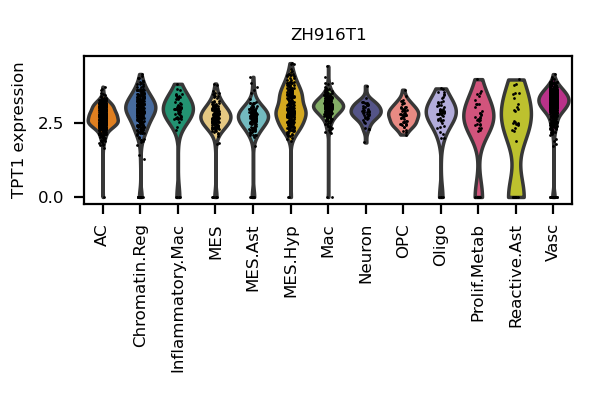 ZH916T1
TPT1 expression
2.5
0.0
AC
Chromatin.Reg
Inflammatory.Mac
MES
MES.Ast
MES.Hyp
Mac
Neuron
OPC
Oligo
Prolif.Metab
Reactive.Ast
Vasc